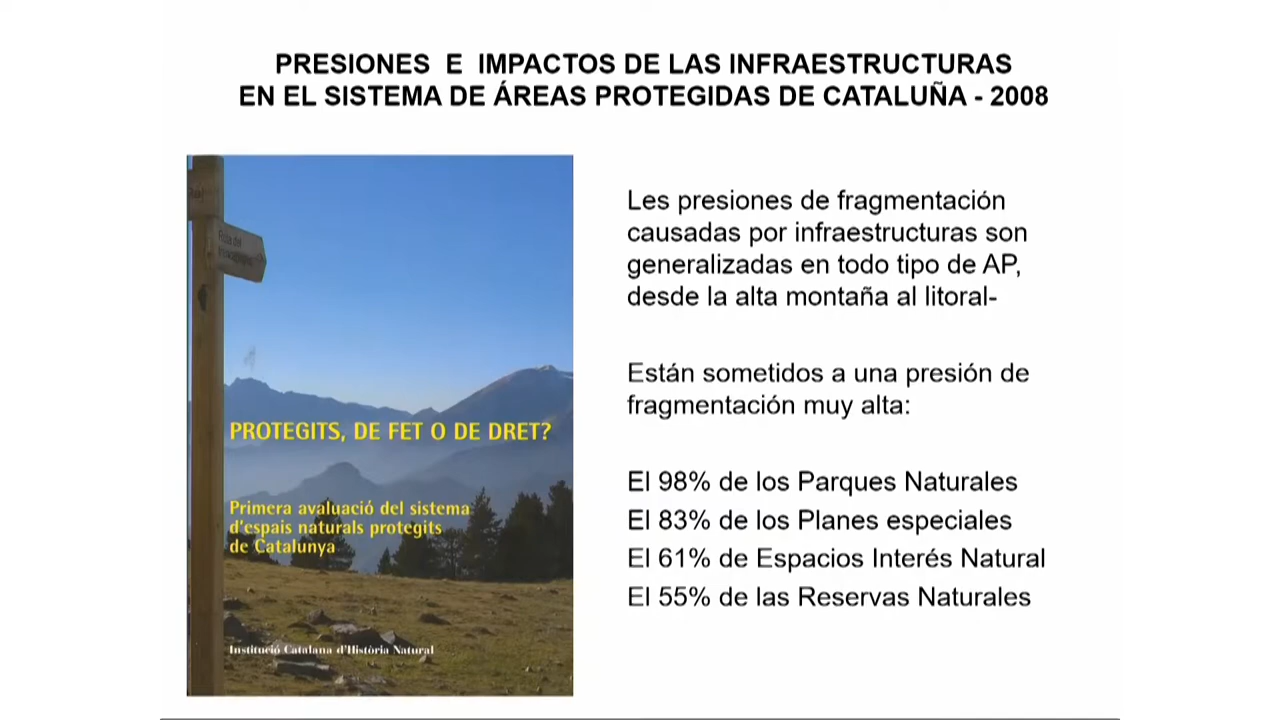 PRESIONES E IMPACTOS DE LAS INFRAESTRUCTURAS
EN EL SISTEMA DE ÁREAS PROTEGIDAS DE CATALUÑA - 2008
PROTEGITS, DE FET O DE DRET?
Primera avaluació del sistema
d'espais naturals protegits
de Catalunya
Institució Catalana d'Història Natural
Les presiones de fragmentación
causadas por infraestructuras son
generalizadas en todo tipo de AP,
desde la alta montaña al litoral-
Están sometidos a una presión de
fragmentación muy alta:
El 98% de los Parques Naturales
El 83% de los Planes especiales
El 61% de Espacios Interés Natural
El 55% de las Reservas Naturales